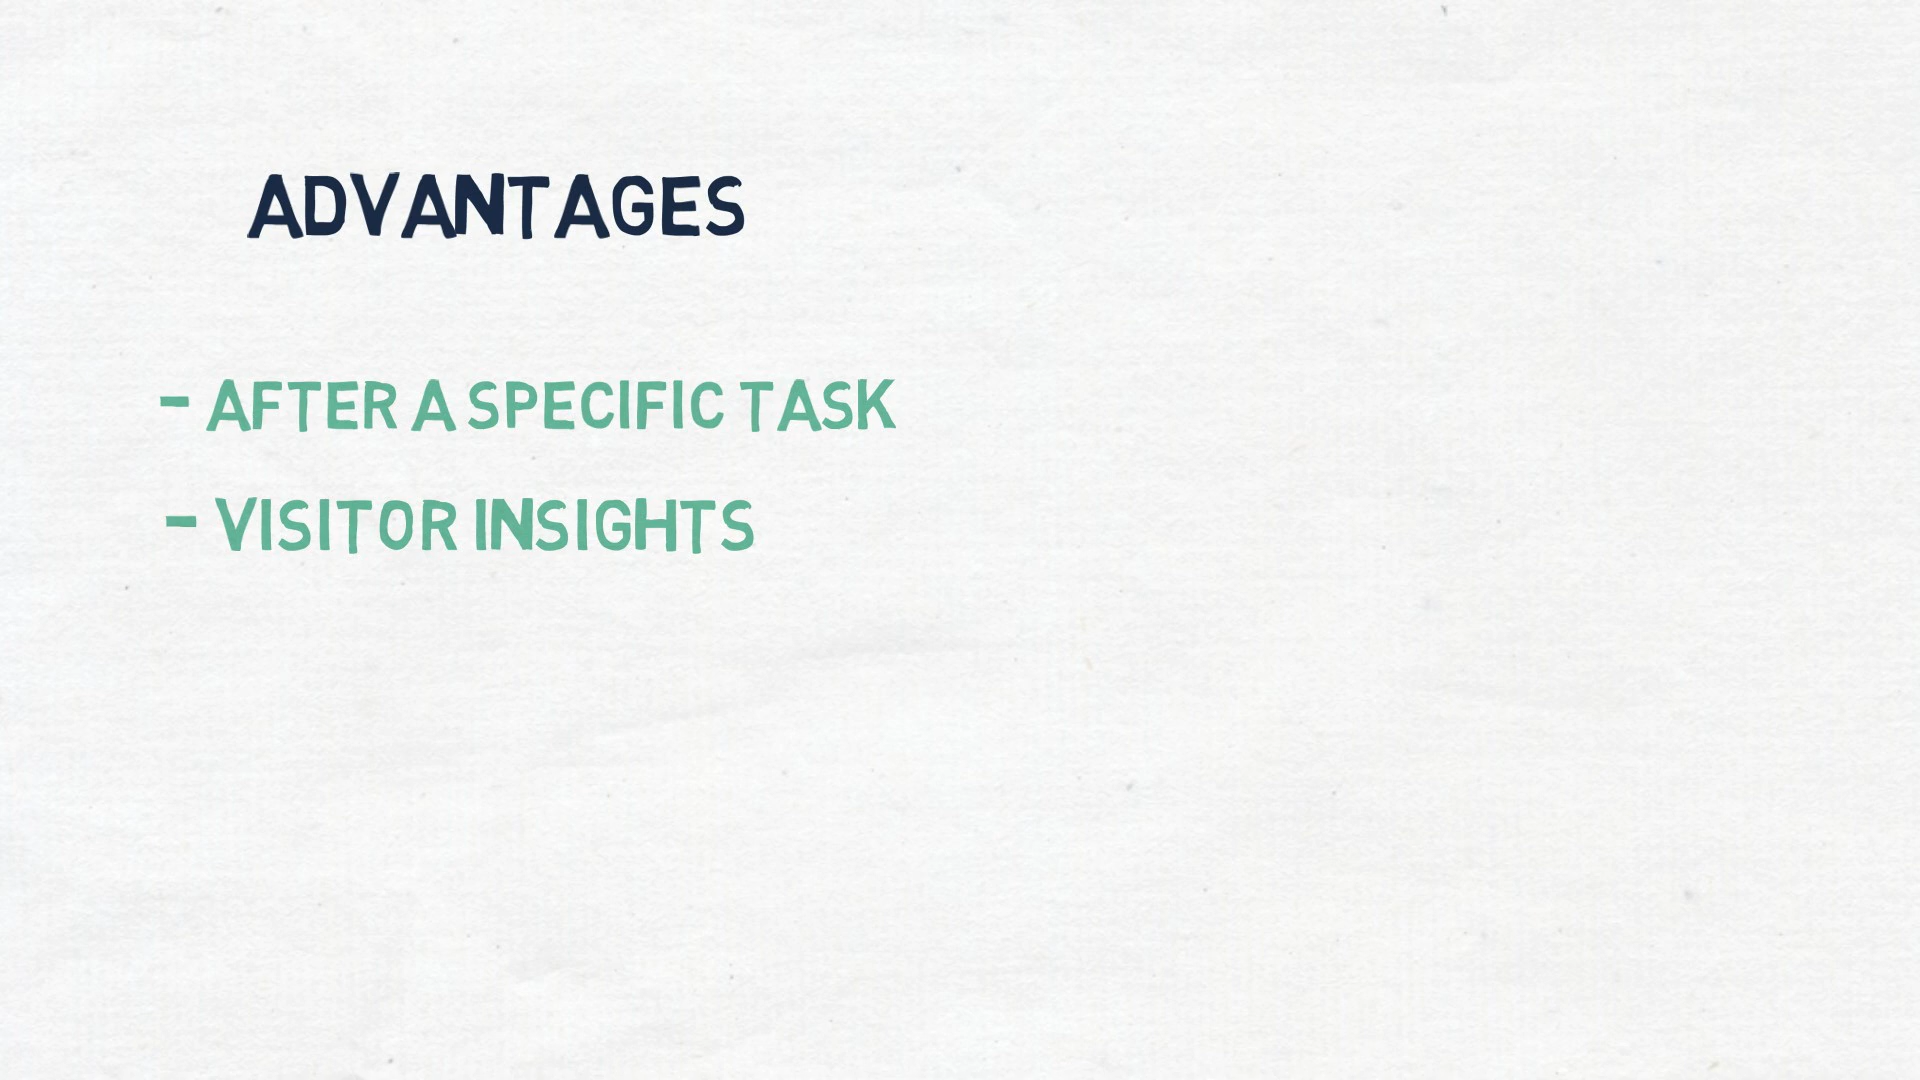 ADVANTAGES
- AFTER A SPECIFIC TASK
- VISITOR INSIGHTS